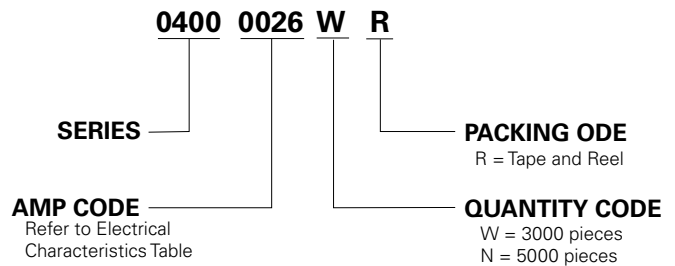 0400 0026 W R
SERIES
PACKING ODE
R = Tape and Reel
AMP CODE
Refer to Electrical
Characteristics Table
QUANTITY CODE
W = 3000 pieces
N = 5000 pieces